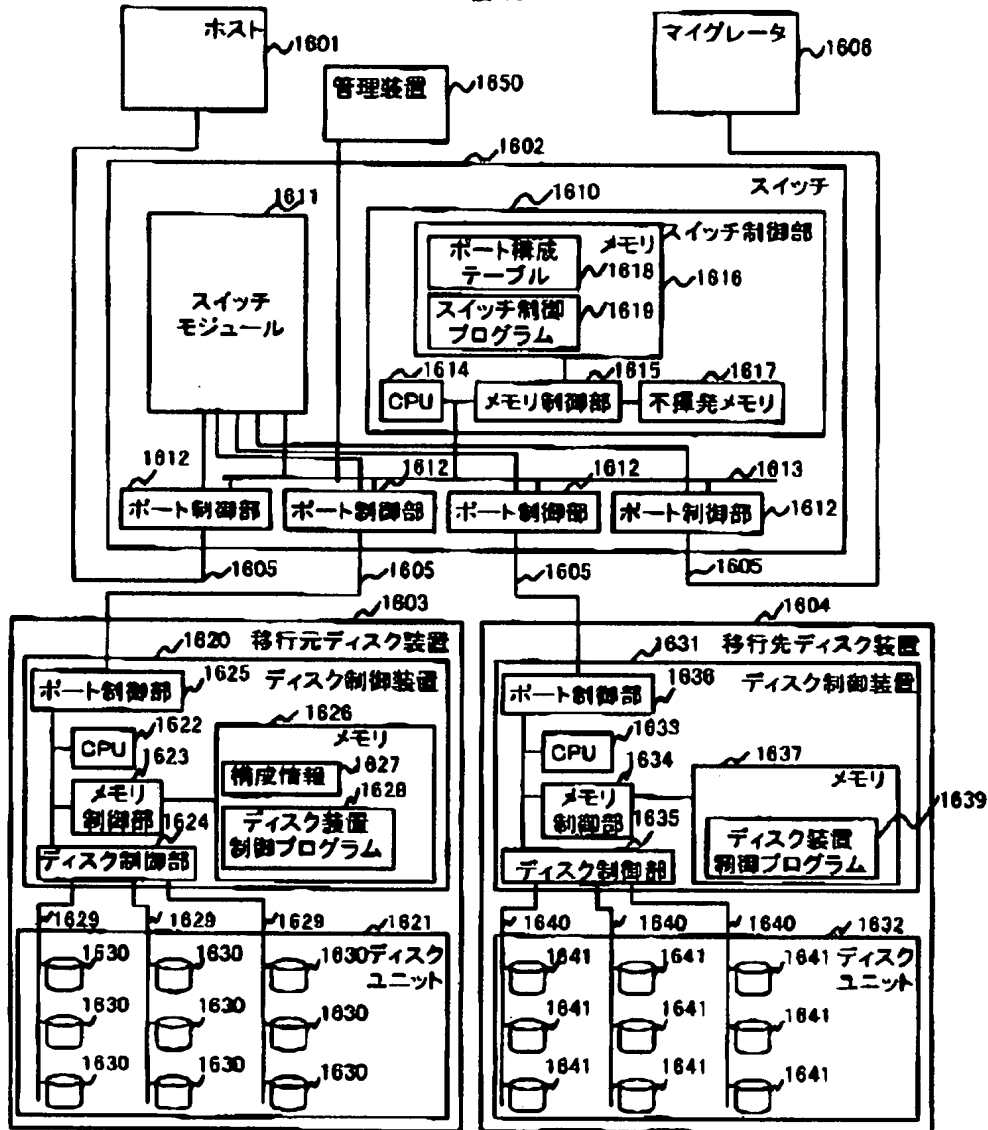 ホスト
1601
管理装置
1650
マイグレータ
1606
1602
スイッチ
1611
スイッチ
モジュール
1610
スイッチ制御部
メモリ
1616
ポート構成
テーブル
1618
スイッチ制御
プログラム
1619
1614
CPU
1615
メモリ制御部
1617
不揮発メモリ
1612
ポート制御部
1612
ポート制御部
1612
ポート制御部
1613
ポート制御部
1612
1605
1605
1605
1605
1603
移行元ディスク装置
1620
ディスク制御装置
ポート制御部
1625
1622
CPU
1623
メモリ
制御部
1624
ディスク制御部
1626
メモリ
構成情報
1627
1628
ディスク装置
制御プログラム
1629
1629
1629
1621
ディスク
ユニット
1630
1630
1630
1630
1630
1630
1630
1630
1630
1604
移行先ディスク装置
1631
ディスク制御装置
ポート制御部
1636
1633
CPU
1634
メモリ
制御部
1635
ディスク制御部
1637
メモリ
ディスク装置
制御プログラム
1639
1640
1640
1640
1632
ディスク
ユニット
1641
1641
1641
1641
1641
1641
1641
1641
1641